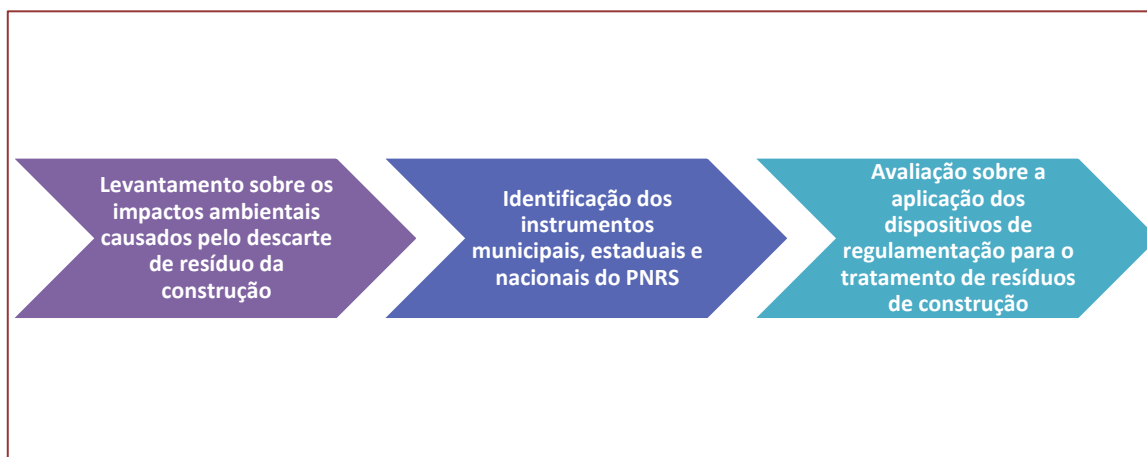 Levantamento sobre os
impactos ambientais
causados pelo descarte
de resíduo da
construção
Identificação dos
instrumentos
municipais, estaduais e
nacionais do PNRS
Avaliação sobre a
aplicação dos
dispositivos de
regulamentação para o
tratamento de resíduos
de construção